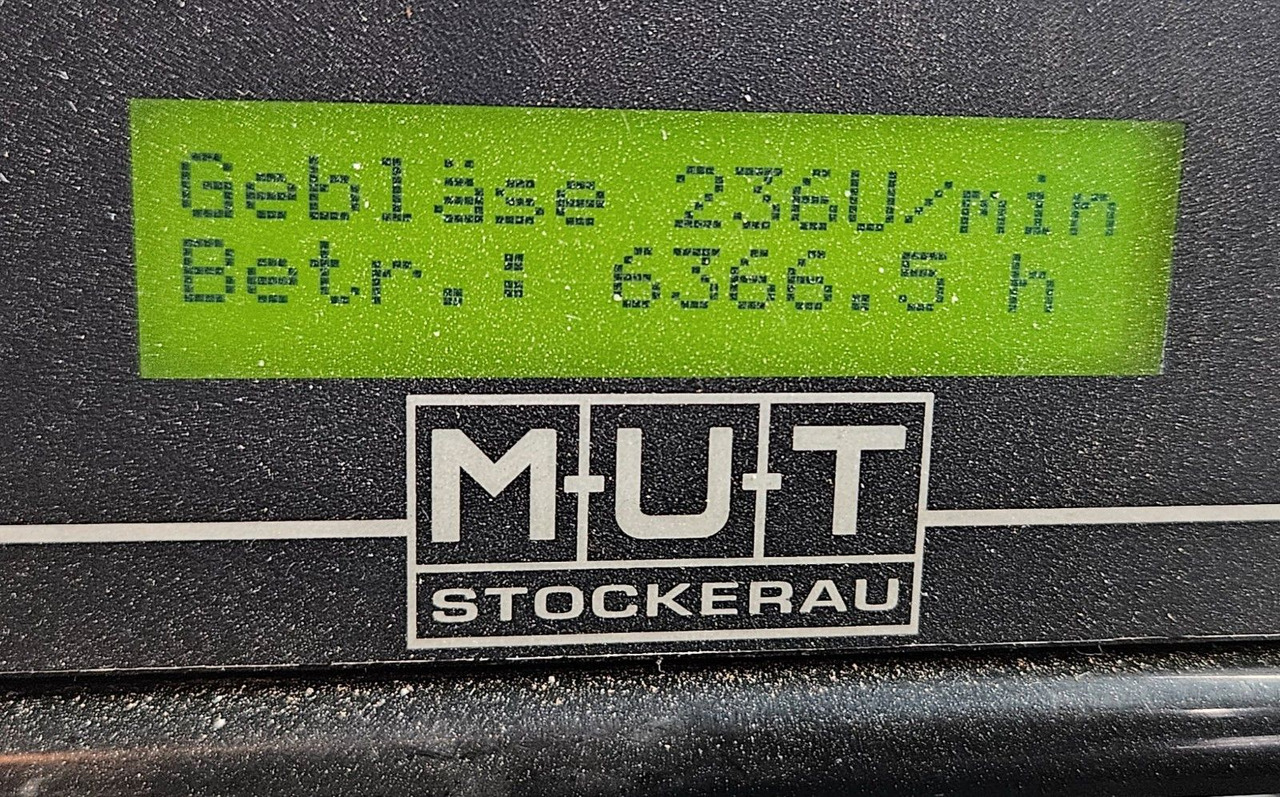 Gebläse 236U/min
Betr.: 6366.5 h
M-U-T
STOCKERAU